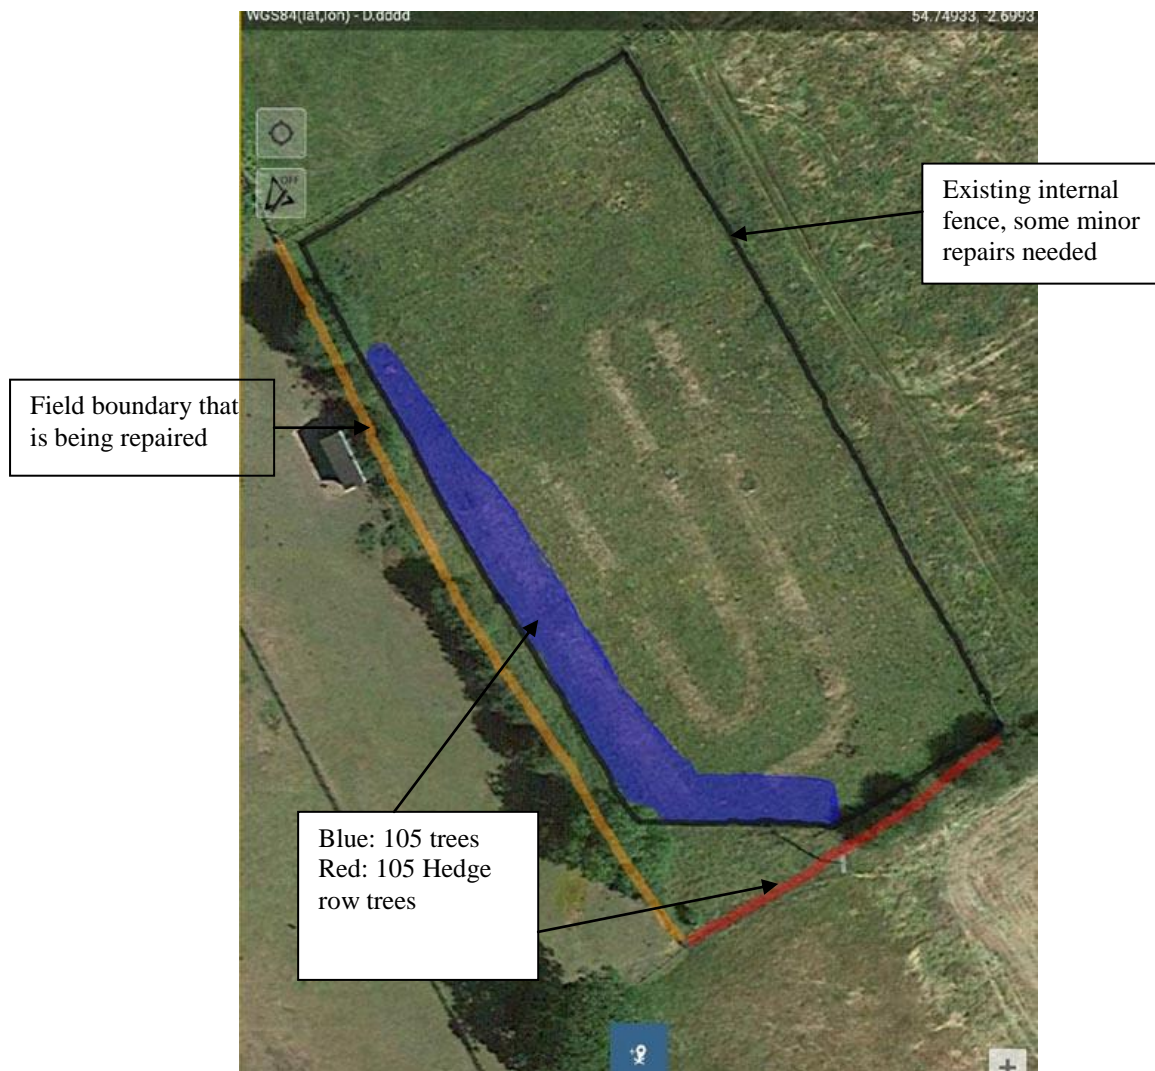 WGS84(lat,lon) - D.dddd
54.74933, -2.6993
OFF
Existing internal
fence, some minor
repairs needed
Field boundary that
is being repaired
Blue: 105 trees
Red: 105 Hedge
row trees